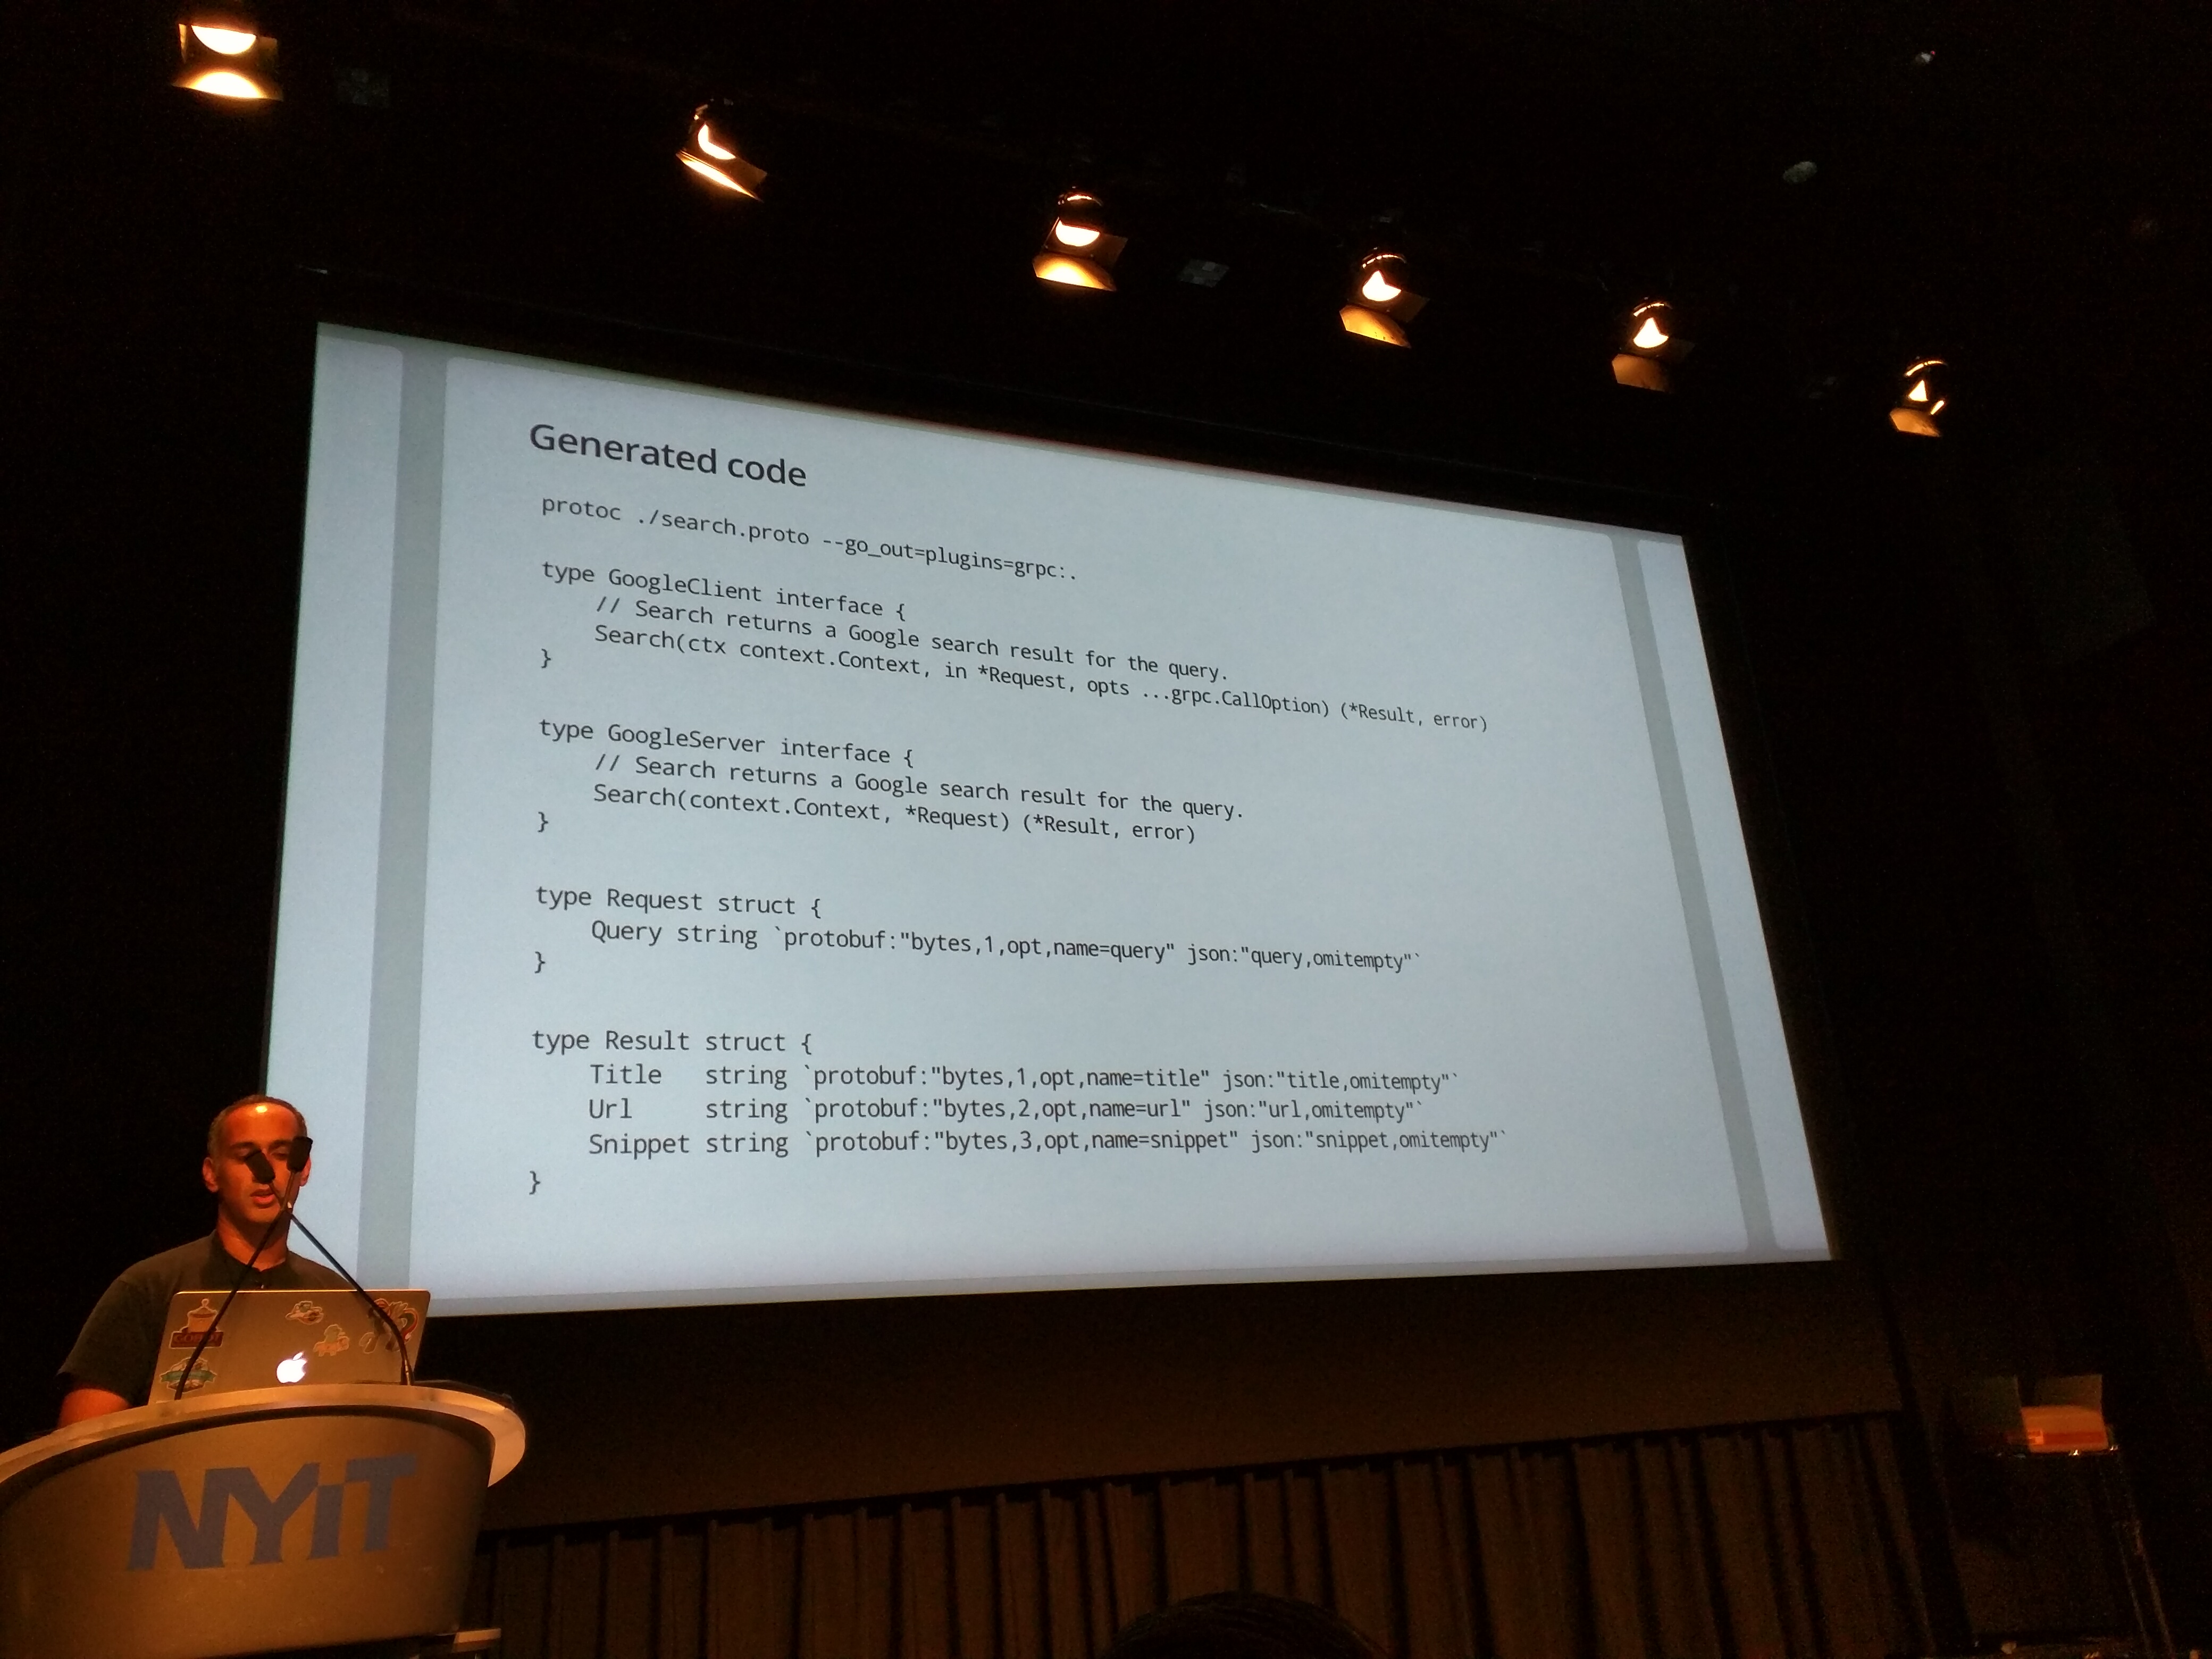 Generated code
protoc ./search.proto --go_out=plugins=grpc:.
type GoogleClient interface {
// Search returns a Google search result for the query.
Search(ctx context.Context, in *Request, opts ...grpc.CallOption) (*Result, error)
}
type GoogleServer interface {
// Search returns a Google search result for the query.
Search(context.Context, *Request) (*Result, error)
}
type Request struct {
Query string `protobuf:"bytes,1,opt,name=query" json:"query,omitempty"`
}
type Result struct {
Title string `protobuf:"bytes,1,opt,name=title" json:"title,omitempty"`
Url string `protobuf:"bytes,2,opt,name=url" json:"url,omitempty"`
Snippet string `protobuf:"bytes,3,opt,name=snippet" json:"snippet,omitempty"`
}
NYiT